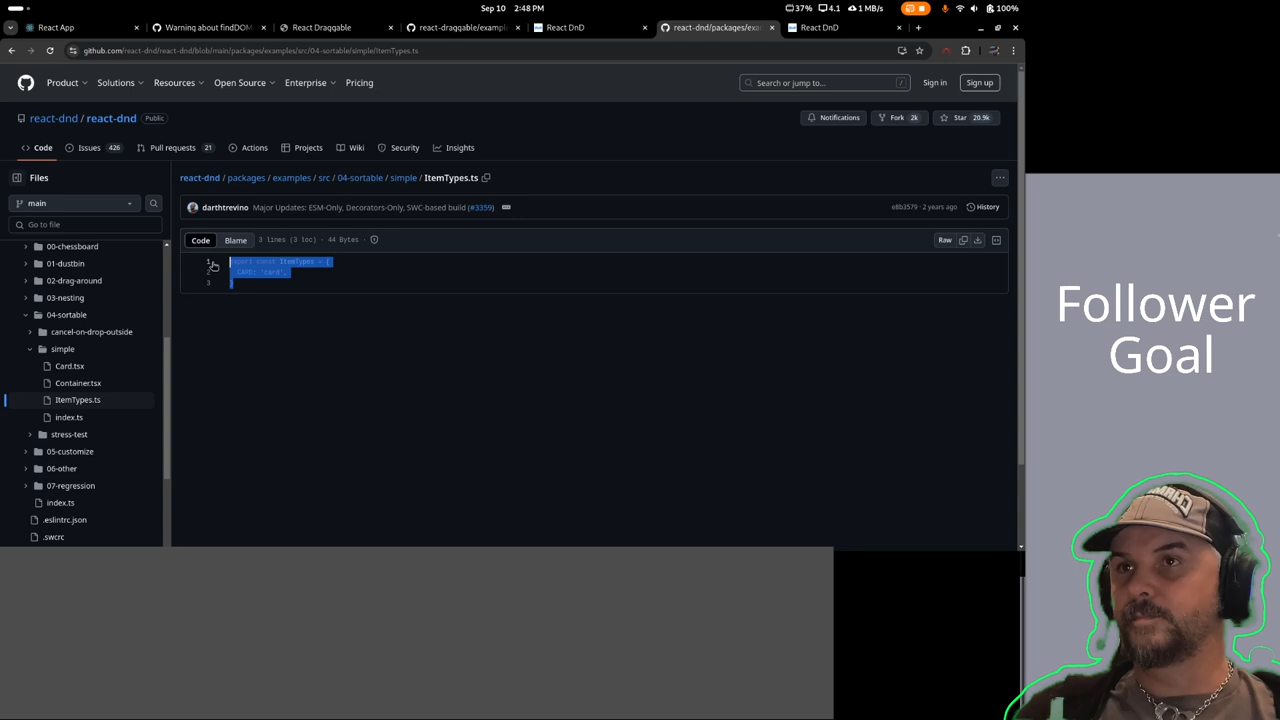 Sep 10 2:48 PM
37% 4.1 1 MB/s 100%
React App
Warning about findDOM
React Draggable
react-draggable/exampl
React DnD
react-dnd/packages/exa
React DnD
github.com/react-dnd/react-dnd/blob/main/packages/examples/src/04-sortable/simple/ItemTypes.ts
Product Solutions Resources Open Source Enterprise Pricing
Search or jump to... /
Sign in Sign up
react-dnd / react-dnd Public
Notifications Fork 2k Star 20.9k
Code Issues 426 Pull requests 21 Actions Projects Wiki Security Insights
Files
main
Go to file
00-chessboard
01-dustbin
02-drag-around
03-nesting
04-sortable
cancel-on-drop-outside
simple
Card.tsx
Container.tsx
ItemTypes.ts
index.ts
stress-test
05-customize
06-other
07-regression
index.ts
.eslintrc.json
.swcrc
react-dnd / packages / examples / src / 04-sortable / simple / ItemTypes.ts
darthtrevino Major Updates: ESM-Only, Decorators-Only, SWC-based build (#3359)
e6b3579 · 2 years ago History
Code Blame 3 lines (3 loc) · 44 Bytes
Raw
1 export const ItemTypes = {
2 CARD: 'card',
3 }
Follower
Goal